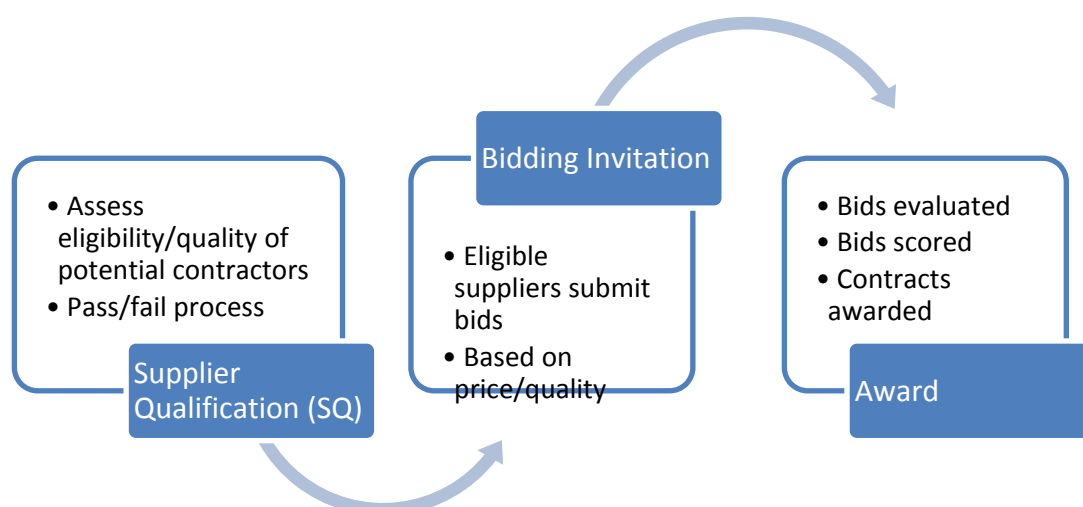 • Assess
eligibility/quality of
potential contractors
• Pass/fail process
Supplier
Qualification (SQ)
Bidding Invitation
• Eligible
suppliers submit
bids
• Based on
price/quality
• Bids evaluated
• Bids scored
• Contracts
awarded
Award